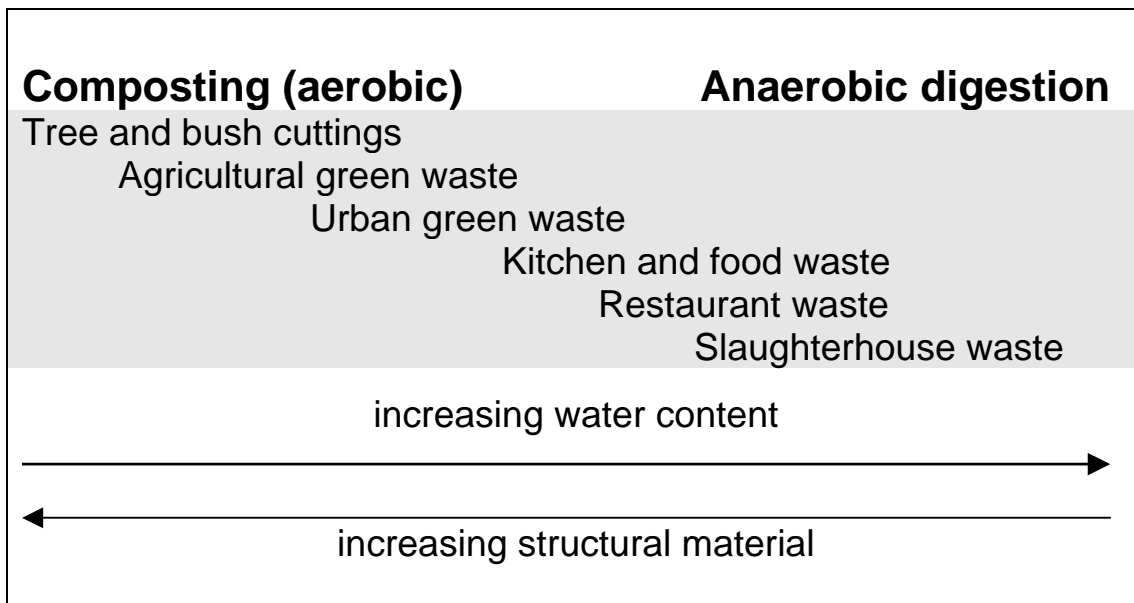 Composting (aerobic) Anaerobic digestion
Tree and bush cuttings
Agricultural green waste
Urban green waste
Kitchen and food waste
Restaurant waste
Slaughterhouse waste
increasing water content
increasing structural material